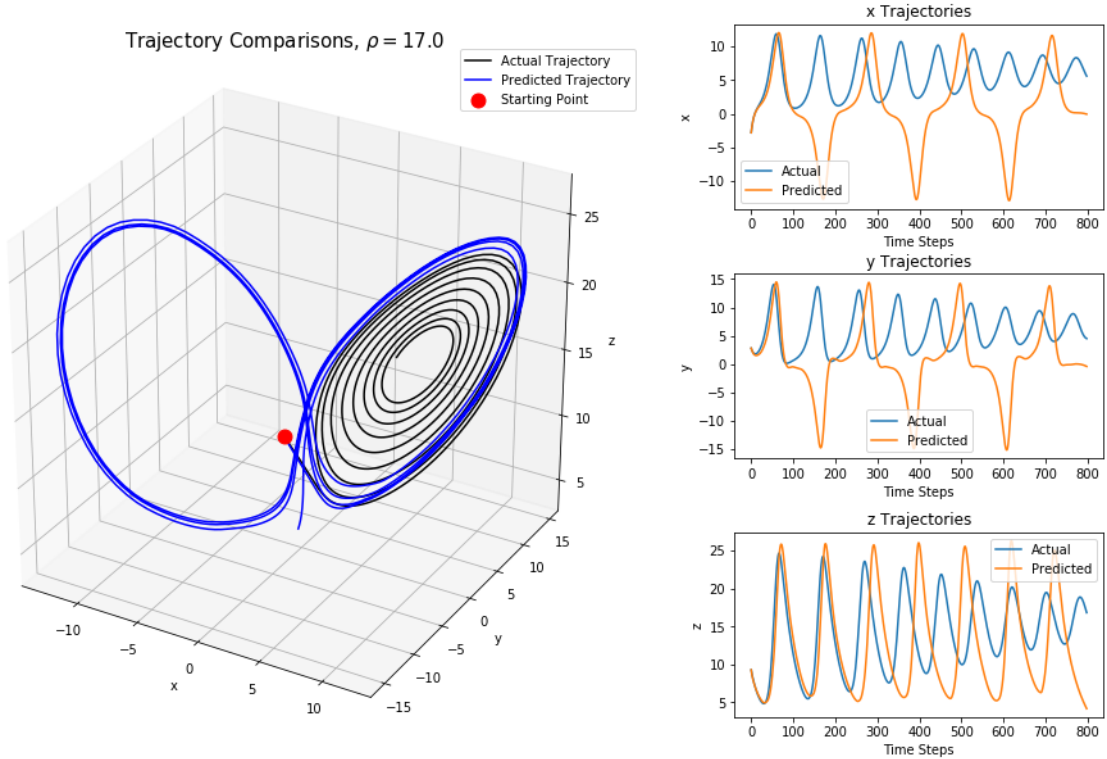 Trajectory Comparisons, ρ = 17.0
Actual Trajectory
Predicted Trajectory
Starting Point
25
20
15
10
5
z
−10
−5
0
5
10
x
−15
−10
−5
0
5
10
15
y
x Trajectories
10
5
0
−5
−10
x
Actual
Predicted
0 100 200 300 400 500 600 700 800
Time Steps
y Trajectories
15
10
5
0
−5
−10
−15
y
Actual
Predicted
0 100 200 300 400 500 600 700 800
Time Steps
z Trajectories
25
20
15
10
5
z
Actual
Predicted
0 100 200 300 400 500 600 700 800
Time Steps